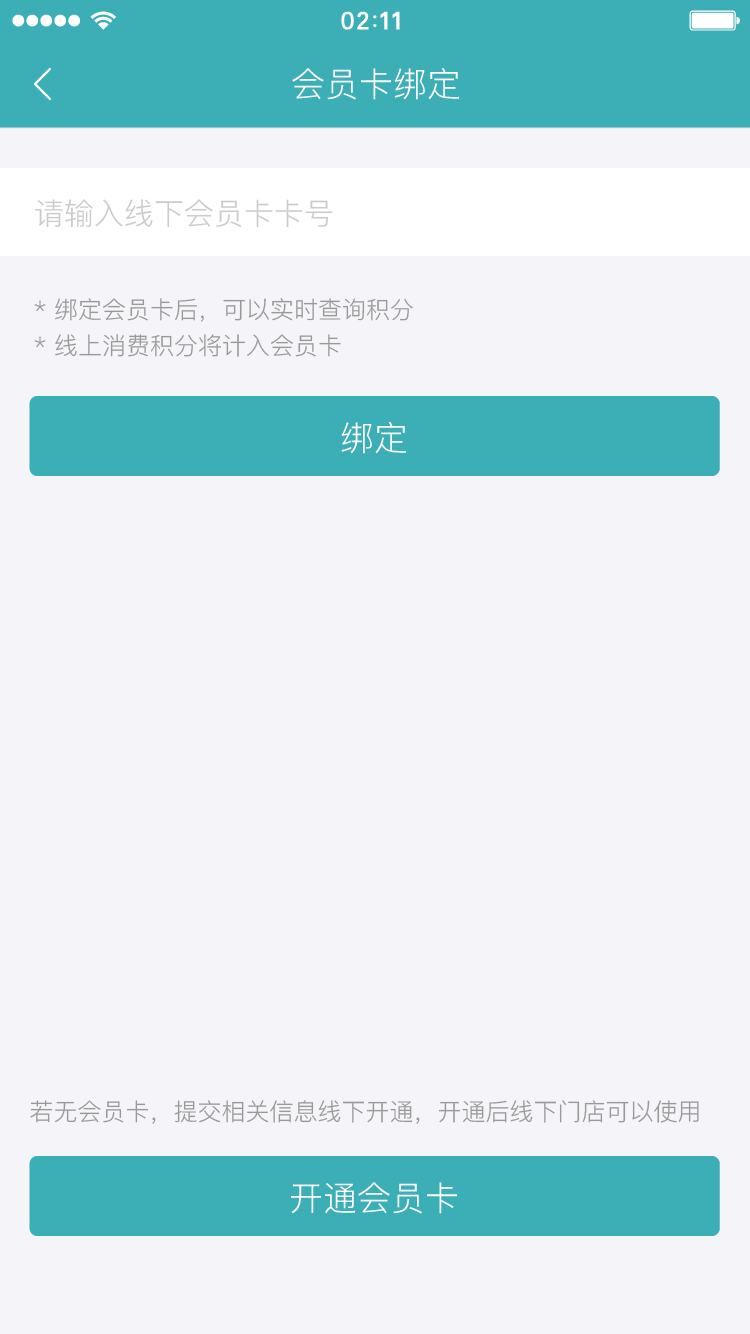 02:11
会员卡绑定
请输入线下会员卡卡号
* 绑定会员卡后，可以实时查询积分
* 线上消费积分将计入会员卡
绑定
若无会员卡，提交相关信息线下开通，开通后线下门店可以使用
开通会员卡